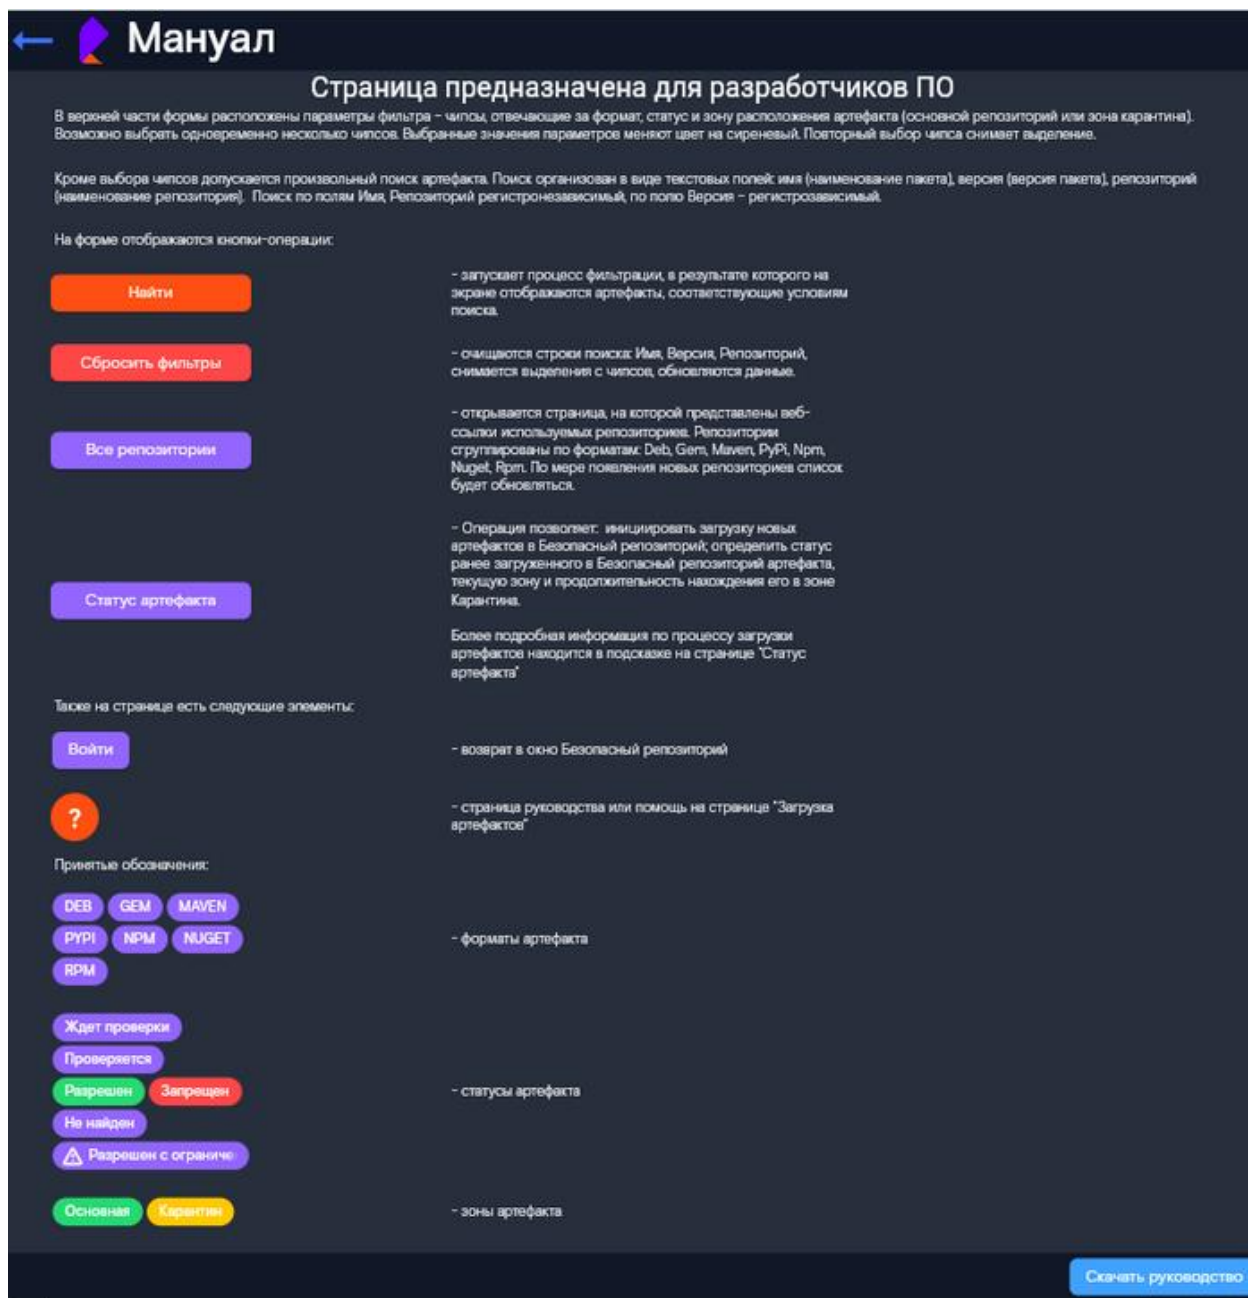 Мануал
Страница предназначена для разработчиков ПО
В верхней части формы расположены параметры фильтра - чипсы, отвечающие за формат, статус и зону расположения артефакта (основной репозиторий или зона карантина).
Возможно выбрать одновременно несколько чипсов. Выбранные значения параметров меняют цвет на сиреневый. Повторный выбор чипса снимает выделение.
Кроме выбора чипсов допускается произвольный поиск артефакта. Поиск организован в виде текстовых полей: имя (наименование пакета), версия (версия пакета), репозиторий
(наименование репозитория). Поиск по полям Имя, Репозиторий регистронезависимый, по полю Версия - регистрозависимый.
На форме отображаются кнопки-операции:
Найти
- запускает процесс фильтрации, в результате которого на
экране отображаются артефакты, соответствующие условиям
поиска.
Сбросить фильтры
- очищаются строки поиска: Имя, Версия, Репозиторий,
снимается выделения с чипсов, обновляются данные.
Все репозитории
- открывается страница, на которой представлены веб-
ссылки используемых репозиториев. Репозитории
сгруппированы по форматам: Deb, Gem, Maven, PyPi, Npm,
Nuget, Rpm. По мере появления новых репозиториев список
будет обновляться.
Статус артефакта
- Операция позволяет: инициировать загрузку новых
артефактов в Безопасный репозиторий; определить статус
ранее загруженного в Безопасный репозиторий артефакта,
текущую зону и продолжительность нахождения его в зоне
Карантина.
Более подробная информация по процессу загрузки
артефактов находится в подсказке на странице "Статус
артефакта"
Также на странице есть следующие элементы:
Войти
- возврат в окно Безопасный репозиторий
?
- страница руководства или помощь на странице "Загрузка
артефактов"
Принятые обозначения:
DEB GEM MAVEN
PYPI NPM NUGET
RPM
- форматы артефакта
Ждет проверки
Проверяется
Разрешен Запрещен
Не найден
Разрешен с ограниче
- статусы артефакта
Основная Карантин
- зоны артефакта
Скачать руководство